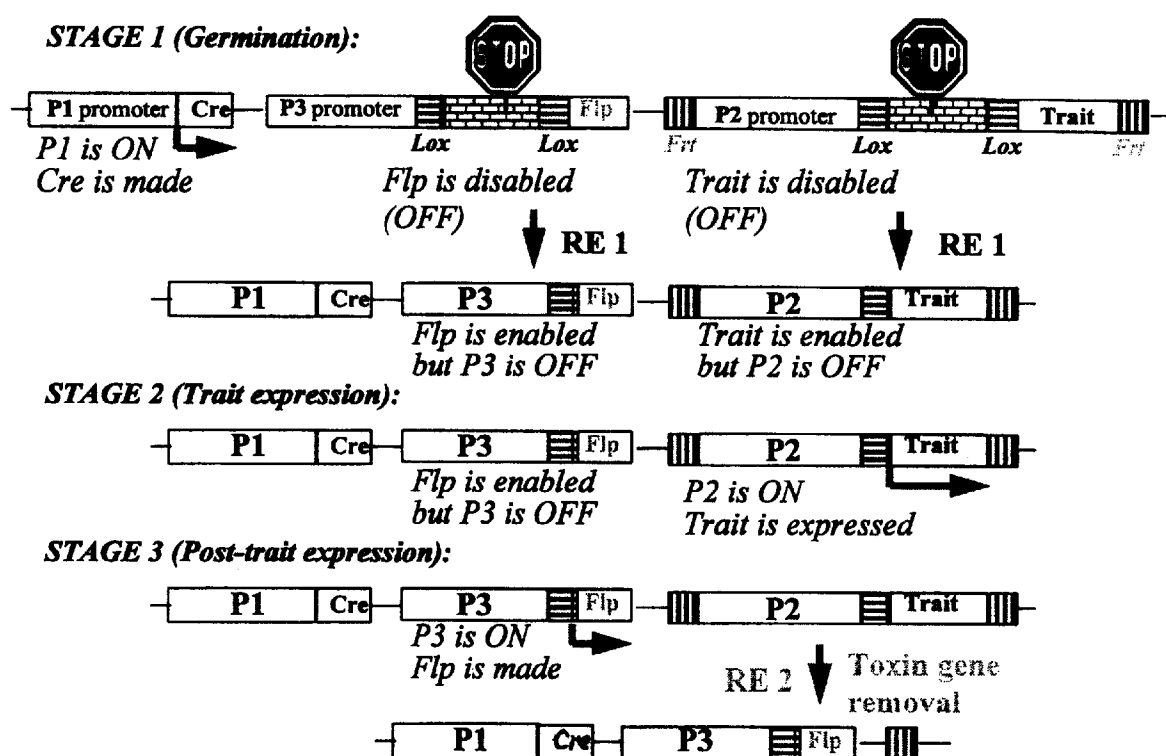 STAGE 1 (Germination):
STOP STOP
P1 promoter Cre P3 promoter Flp P2 promoter Trait
Lox Lox Frt Lox Lox Frt
P1 is ON
Cre is made
Flp is disabled
(OFF)
Trait is disabled
(OFF)
RE 1 RE 1
P1 Cre P3 Flp P2 Trait
Flp is enabled
but P3 is OFF
Trait is enabled
but P2 is OFF
STAGE 2 (Trait expression):
P1 Cre P3 Flp P2 Trait
Flp is enabled
but P3 is OFF
P2 is ON
Trait is expressed
STAGE 3 (Post-trait expression):
P1 Cre P3 Flp P2 Trait
P3 is ON
Flp is made
RE 2 Toxin gene
removal
P1 Cre P3 Flp